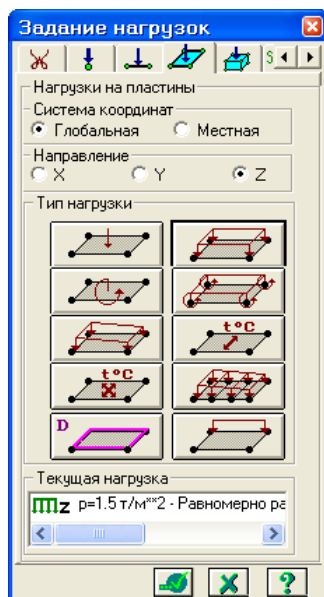 Задание нагрузок
S
Нагрузки на пластины
Система координат
Глобальная Местная
Направление
X Y Z
Тип нагрузки
t°C
t°C
D
Текущая нагрузка
z p=1.5 т/м**2 - Равномерно ра
?